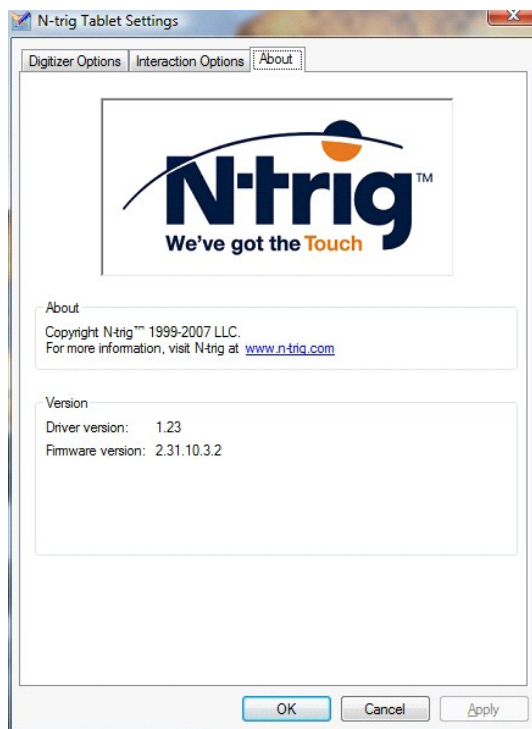 N-trig Tablet Settings
Digitizer Options Interaction Options About
N-trig™
We've got the Touch
About
Copyright N-trig™ 1999-2007 LLC.
For more information, visit N-trig at www.n-trig.com
Version
Driver version: 1.23
Firmware version: 2.31.10.3.2
OK Cancel Apply